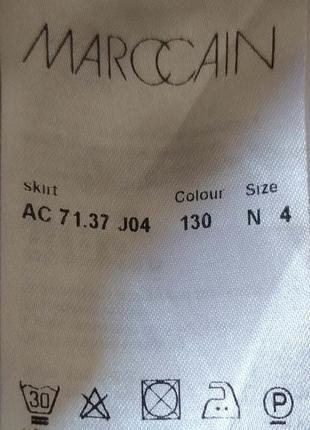 MARCCAIN
Skirt Colour Size
AC 71.37 J04 130 N 4
30 P